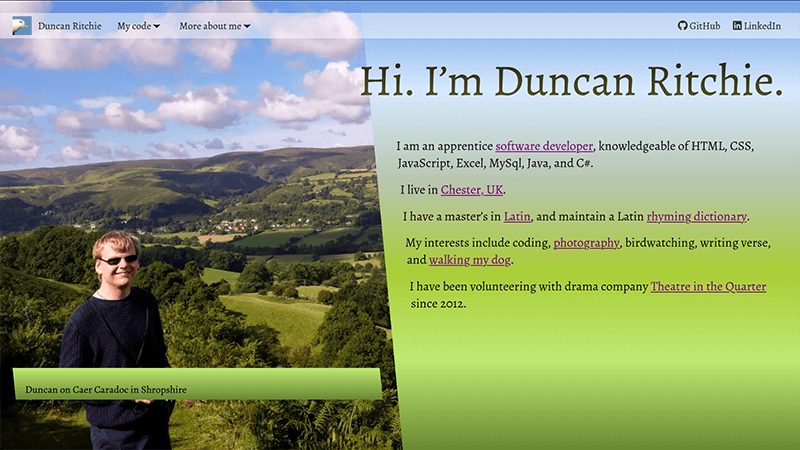 Duncan Ritchie My code More about me GitHub LinkedIn
Hi. I’m Duncan Ritchie.
I am an apprentice software developer, knowledgeable of HTML, CSS,
JavaScript, Excel, MySql, Java, and C#.
I live in Chester, UK.
I have a master’s in Latin, and maintain a Latin rhyming dictionary.
My interests include coding, photography, birdwatching, writing verse,
and walking my dog.
I have been volunteering with drama company Theatre in the Quarter
since 2012.
Duncan on Caer Caradoc in Shropshire